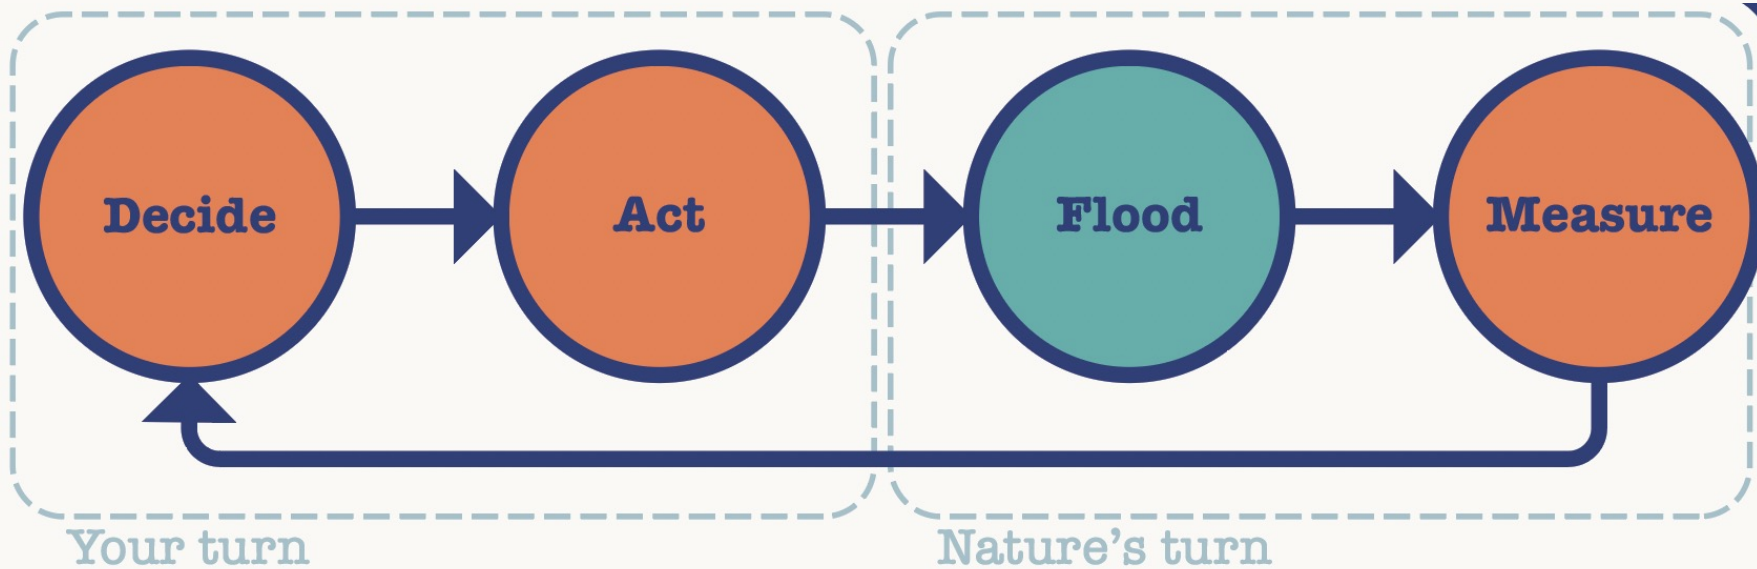 Decide
Act
Flood
Measure
Your turn
Nature's turn